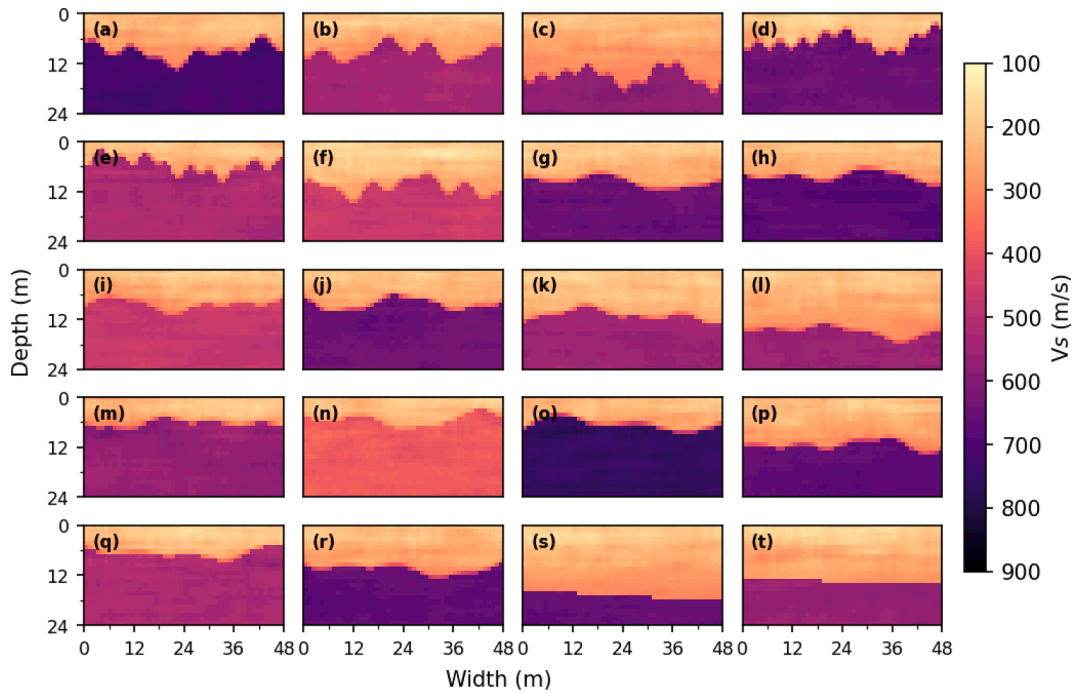 0 (a) (b) (c) (d)
12
24
100
200
300
400
500
600
700
800
900
Vs (m/s)
0 (e) (f) (g) (h)
12
24
Depth (m)
0 (i) (j) (k) (l)
12
24
0 (m) (n) (o) (p)
12
24
0 (q) (r) (s) (t)
12
24
0 12 24 36 48 0 12 24 36 48 0 12 24 36 48 0 12 24 36 48
Width (m)